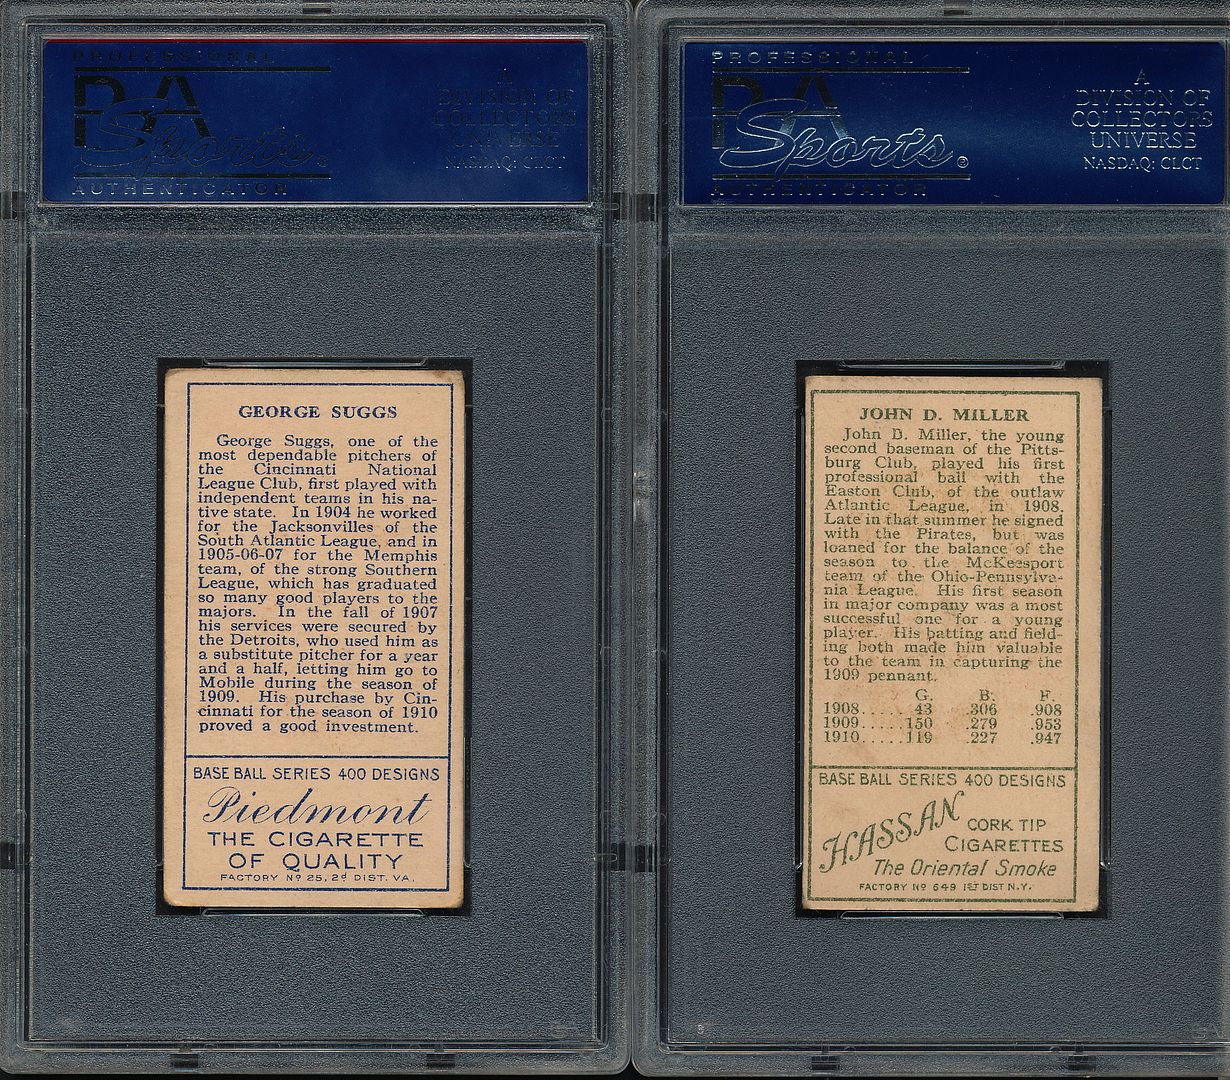 PROFESSIONAL
PSA
Sports®
AUTHENTICATOR
A
DIVISION OF
COLLECTORS
UNIVERSE
NASDAQ: CLCT
GEORGE SUGGS
George Suggs, one of the
most dependable pitchers of
the Cincinnati National
League Club, first played with
independent teams in his na-
tive state. In 1904 he worked
for the Jacksonvilles of the
South Atlantic League, and in
1905-06-07 for the Memphis
team, of the strong Southern
League, which has graduated
so many good players to the
majors. In the fall of 1907
his services were secured by
the Detroits, who used him as
a substitute pitcher for a year
and a half, letting him go to
Mobile during the season of
1909. His purchase by Cin-
cinnati for the season of 1910
proved a good investment.
BASE BALL SERIES 400 DESIGNS
Piedmont
THE CIGARETTE
OF QUALITY
FACTORY Nº 25, 2d DIST. VA.
PROFESSIONAL
PSA
Sports®
AUTHENTICATOR
A
DIVISION OF
COLLECTORS
UNIVERSE
NASDAQ: CLCT
JOHN D. MILLER
John B. Miller, the young
second baseman of the Pitts-
burg Club, played his first
professional ball with the
Easton Club, of the outlaw
Atlantic League, in 1908.
Late in that summer he signed
with the Pirates, but was
loaned for the balance of the
season to the McKeesport
team of the Ohio-Pennsylva-
nia League. His first season
in major company was a most
successful one for a young
player. His batting and field-
ing both made him valuable
to the team in capturing the
1909 pennant.
G. B. F.
1908..... 43 .306 .908
1909..... 150 .279 .953
1910..... 119 .227 .947
BASE BALL SERIES 400 DESIGNS
HASSAN
CORK TIP
CIGARETTES
The Oriental Smoke
FACTORY Nº 649 1ST DIST N.Y.